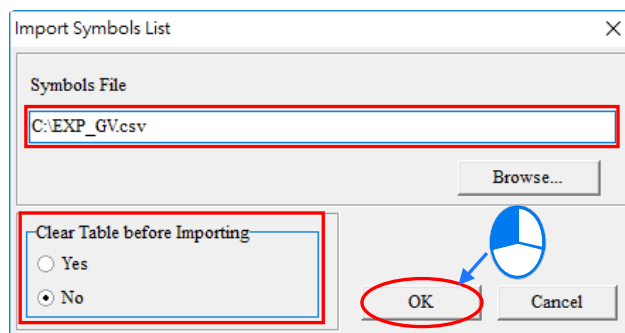 Import Symbols List
Symbols File
C:\EXP_GV.csv
Browse...
Clear Table before Importing
Yes
No
OK
Cancel